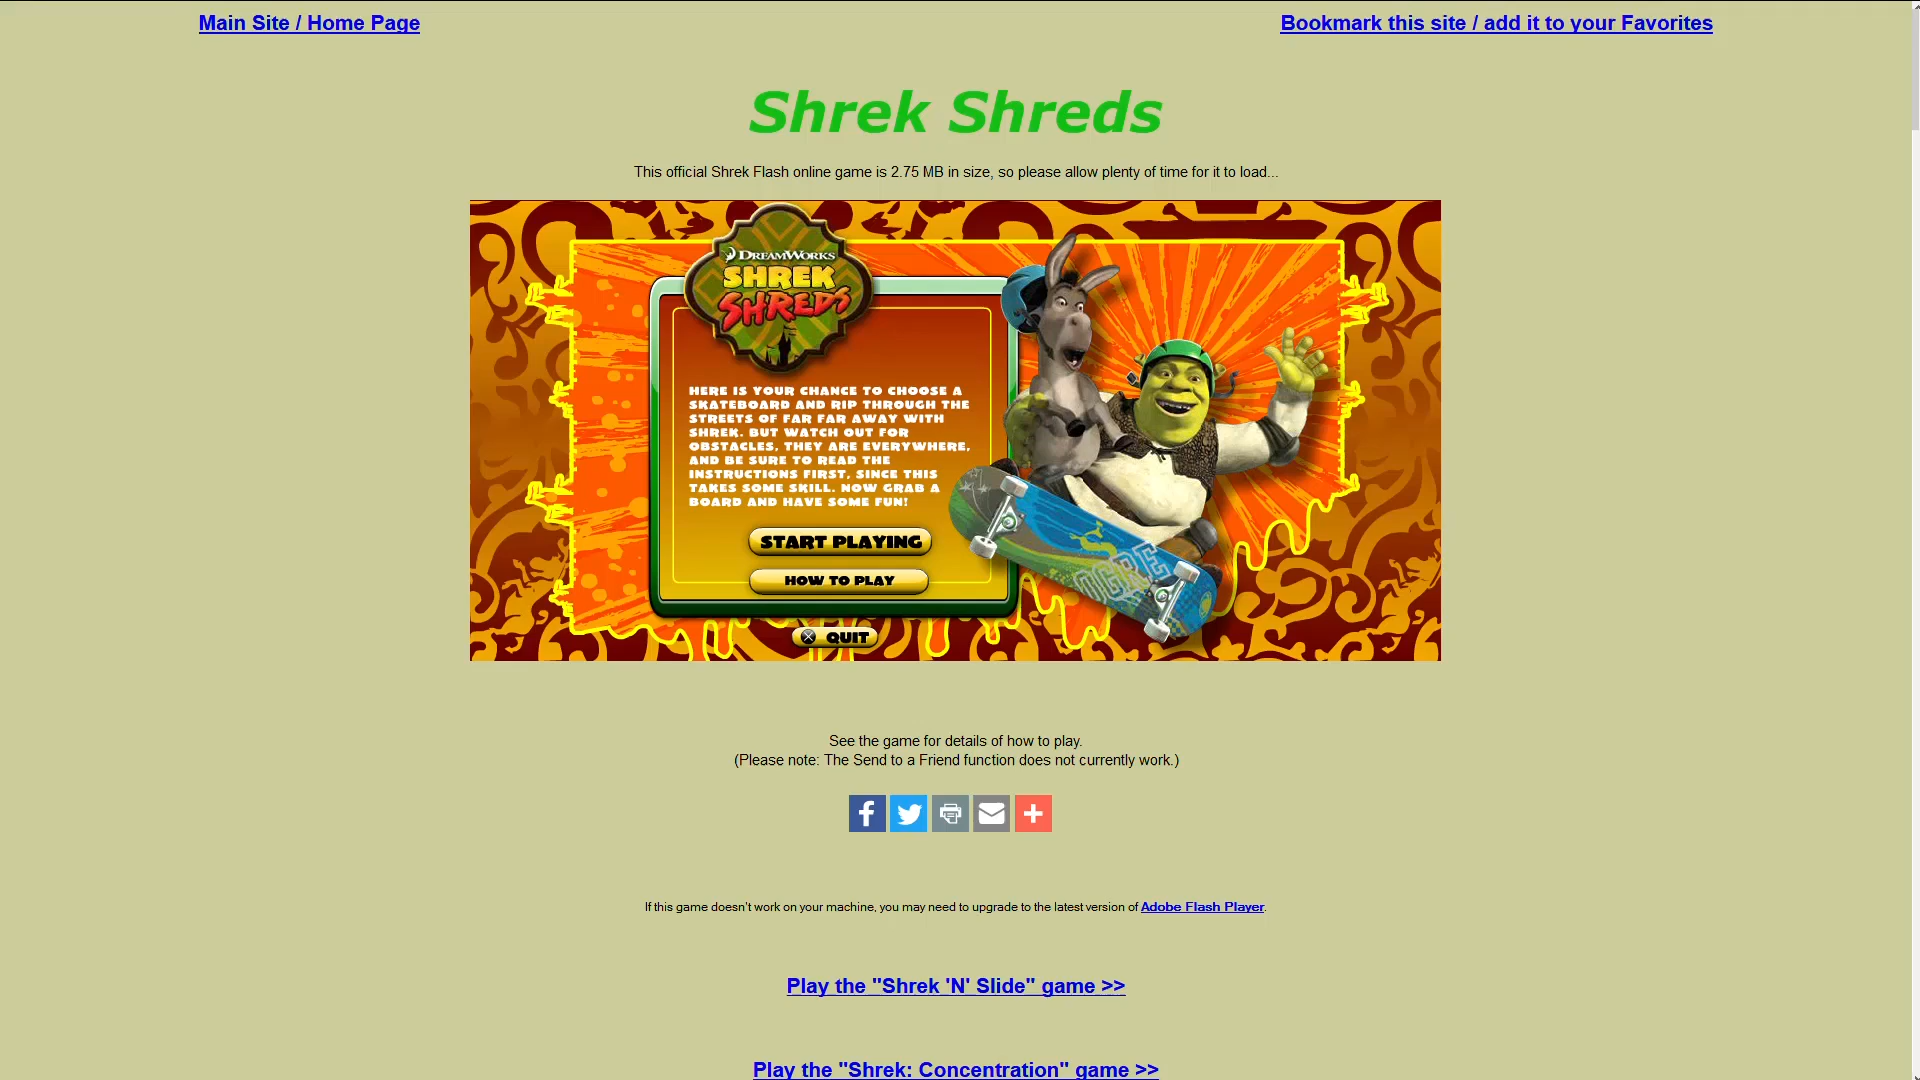 Main Site / Home Page
Bookmark this site / add it to your Favorites
Shrek Shreds
This official Shrek Flash online game is 2.75 MB in size, so please allow plenty of time for it to load...
DREAMWORKS
SHREK
SHREDS
HERE IS YOUR CHANCE TO CHOOSE A
SKATEBOARD AND RIP THROUGH THE
STREETS OF FAR FAR AWAY WITH
SHREK. BUT WATCH OUT FOR
OBSTACLES, THEY ARE EVERYWHERE,
AND BE SURE TO READ THE
INSTRUCTIONS FIRST, SINCE THIS
TAKES SOME SKILL. NOW GRAB A
BOARD AND HAVE SOME FUN!
START PLAYING
HOW TO PLAY
QUIT
OGRE
See the game for details of how to play.
(Please note: The Send to a Friend function does not currently work.)
If this game doesn't work on your machine, you may need to upgrade to the latest version of Adobe Flash Player.
Play the "Shrek 'N' Slide" game >>
Play the "Shrek: Concentration" game >>